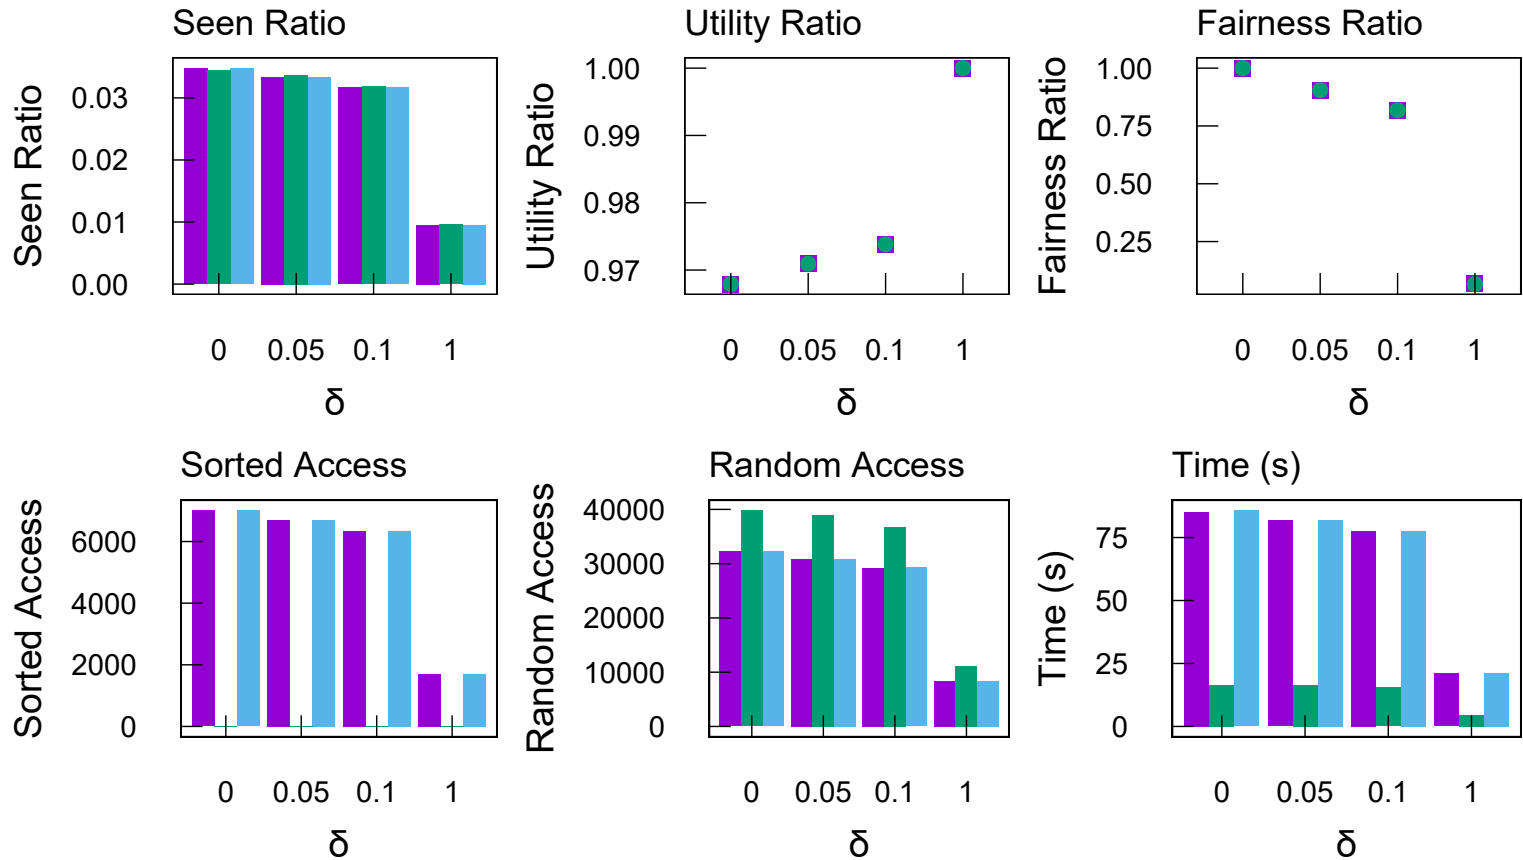 Seen Ratio
Seen Ratio
0.03
0.02
0.01
0.00
0 0.05 0.1 1
δ
Utility Ratio
Utility Ratio
1.00
0.99
0.98
0.97
0 0.05 0.1 1
δ
Fairness Ratio
Fairness Ratio
1.00
0.75
0.50
0.25
0 0.05 0.1 1
δ
Sorted Access
Sorted Access
6000
4000
2000
0
0 0.05 0.1 1
δ
Random Access
Random Access
40000
30000
20000
10000
0
0 0.05 0.1 1
δ
Time (s)
Time (s)
75
50
25
0
0 0.05 0.1 1
δ